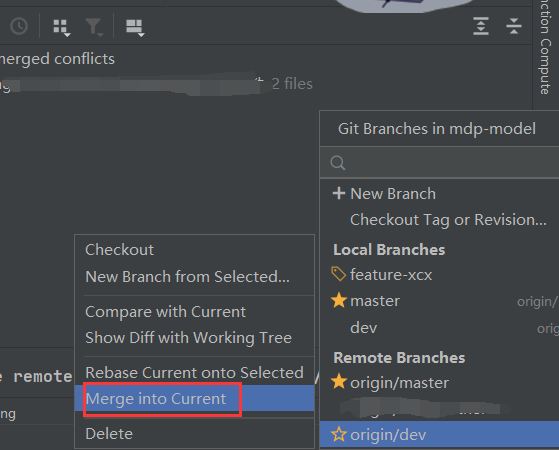 nction Compute
nerged conflicts
2 files
Git Branches in mdp-model
New Branch
Checkout Tag or Revision...
Local Branches
feature-xcx
master origin/
dev orig
Remote Branches
origin/master
origin/dev
Checkout
New Branch from Selected...
Compare with Current
Show Diff with Working Tree
Rebase Current onto Selected
Merge into Current
Delete
e remote
ng